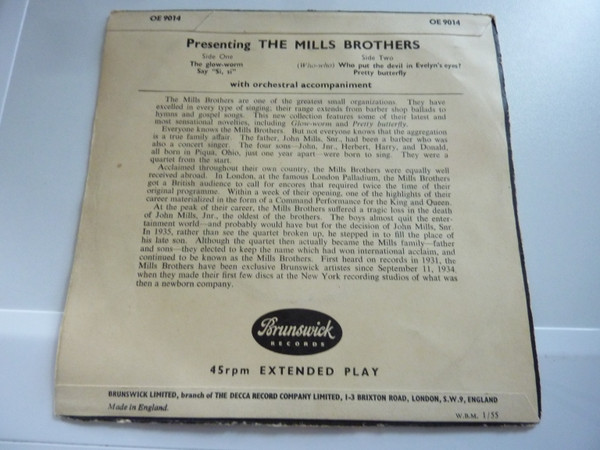 OE 9014 OE 9014
Presenting THE MILLS BROTHERS
Side One Side Two
The glow-worm (Who-who) Who put the devil in Evelyn's eyes?
Say "Si, si" Pretty butterfly
with orchestral accompaniment
The Mills Brothers are one of the greatest small organizations. They have
excelled in every type of singing; their range extends from barber shop ballads to
hymns and gospel songs. This new collection features some of their latest and
most sensational novelties, including Glow-worm and Pretty butterfly.
Everyone knows the Mills Brothers. But not everyone knows that the aggregation
is a true family affair. The father, John Mills, Snr., had been a barber who was
also a concert singer. The four sons—John, Jnr., Herbert, Harry, and Donald,
all born in Piqua, Ohio, just one year apart—were born to sing. They were a
quartet from the start.
Acclaimed throughout their own country, the Mills Brothers were equally well
received abroad. In London, at the famous London Palladium, the Mills Brothers
got a British audience to call for encores that required twice the time of their
original programme. Within a week of their opening, one of the highlights of their
career materialized in the form of a Command Performance for the King and Queen.
At the peak of their career, the Mills Brothers suffered a tragic loss in the death
of John Mills, Jnr., the oldest of the brothers. The boys almost quit the enter-
tainment world—and probably would have but for the decision of John Mills, Snr.
In 1935, rather than see the quartet broken up, he stepped in to fill the place of
his late son. Although the quartet then actually became the Mills family—father
and sons—they elected to keep the name which had won international acclaim, and
continued to be known as the Mills Brothers. First heard on records in 1931, the
Mills Brothers have been exclusive Brunswick artistes since September 11, 1934,
when they made their first few discs at the New York recording studios of what was
then a newborn company.
Brunswick
RECORDS
45rpm EXTENDED PLAY
BRUNSWICK LIMITED, branch of THE DECCA RECORD COMPANY LIMITED, 1-3 BRIXTON ROAD, LONDON, S.W.9, ENGLAND
Made in England. W.B.M. 1/55